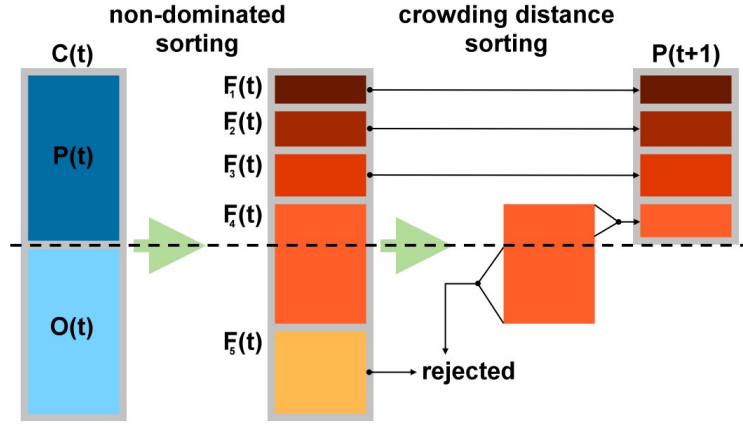 non-dominated
sorting
crowding distance
sorting
C(t)
P(t+1)
F₁(t)
P(t)
F₂(t)
F₃(t)
F₄(t)
O(t)
F₅(t)
rejected